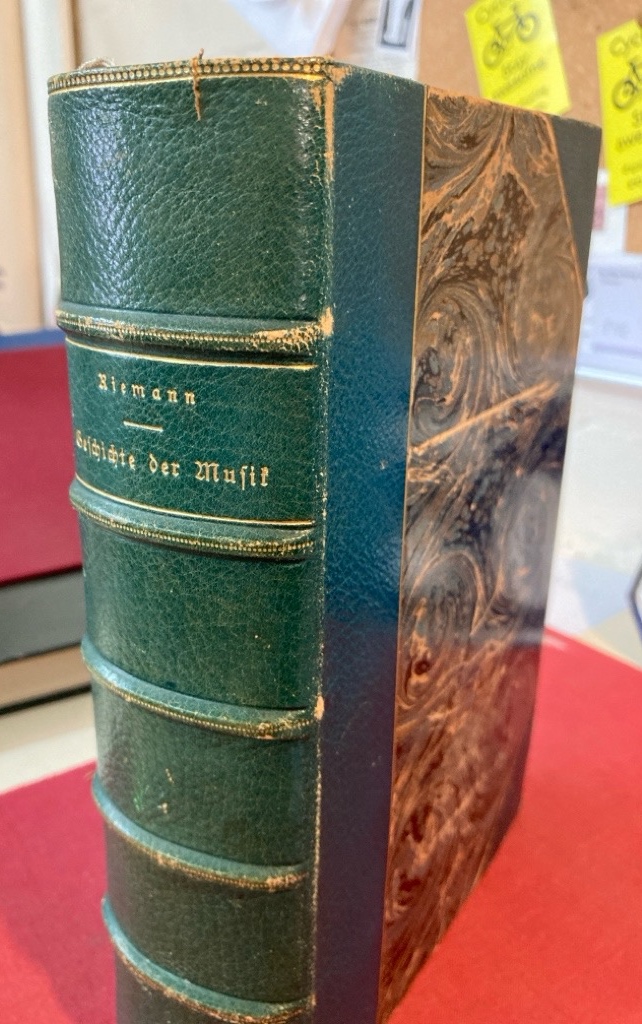 Riemann
Geschichte der Musik